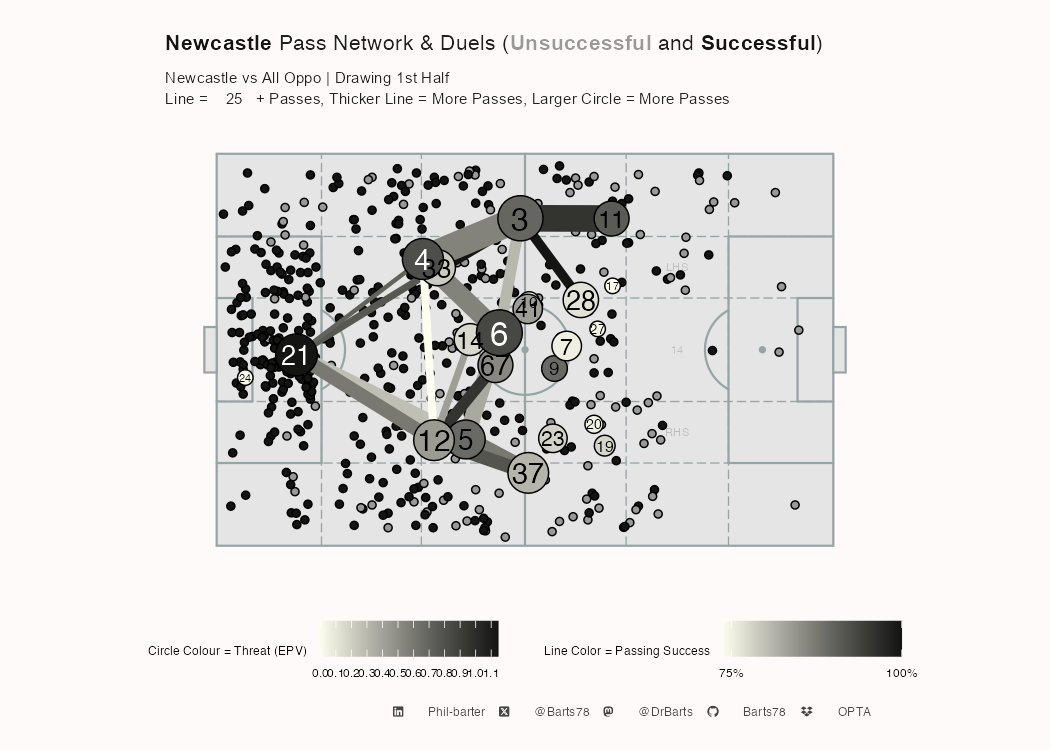 Newcastle Pass Network & Duels (Unsuccessful and Successful)
Newcastle vs All Oppo | Drawing 1st Half
Line = 25 + Passes, Thicker Line = More Passes, Larger Circle = More Passes
3
11
4
33
LHS
17
28
10
41
27
6
14
7
14
21
67
9
24
20
RHS
12
5
23
19
37
Circle Colour = Threat (EPV)
0.0 0.1 0.2 0.3 0.4 0.5 0.6 0.7 0.8 0.9 1.0 1.1
Line Color = Passing Success
75% 100%
Phil-barter @Barts78 @DrBarts Barts78 OPTA